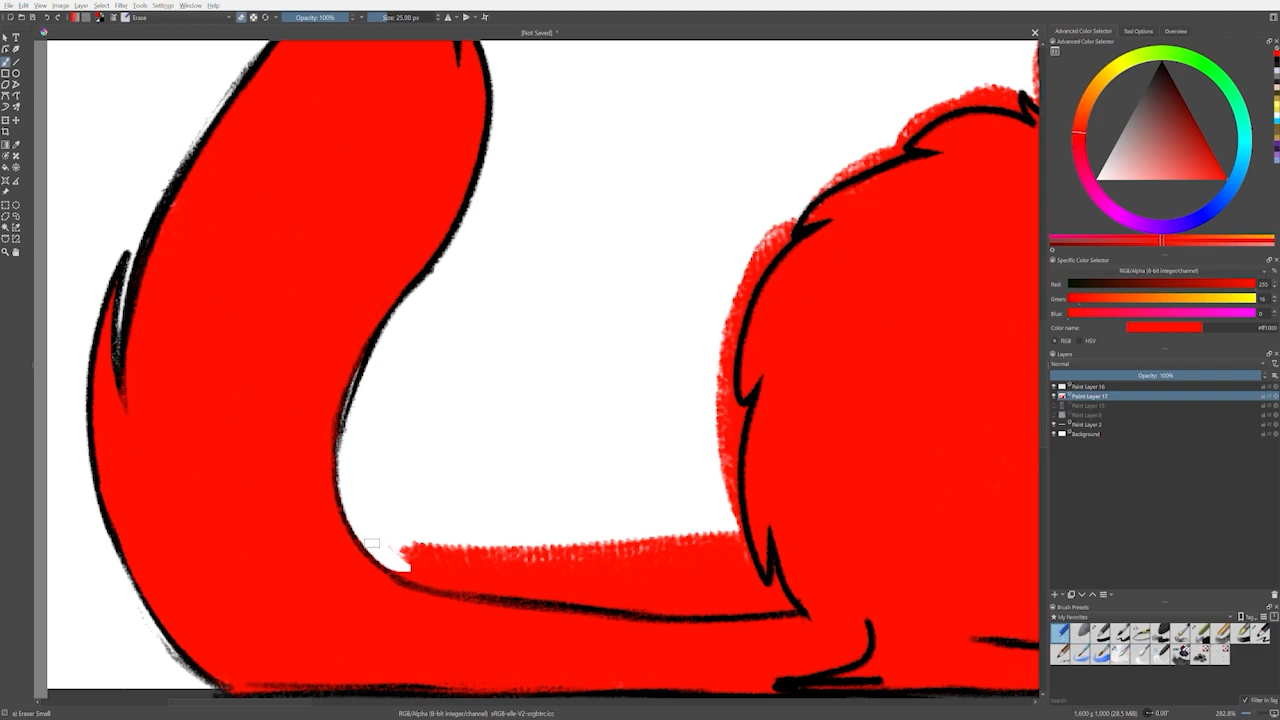 File Edit View Image Layer Select Filter Tools Settings Window Help
Erase Opacity: 100% Size: 25.00 px
[Not Saved] *
Advanced Color Selector Tool Options Overview
Advanced Color Selector
Specific Color Selector
RGB/Alpha (8-bit integer/channel)
Red: 255
Green: 16
Blue: 0
Color name: #ff1000
RGB HSV
Layers
Normal
Opacity: 100%
Paint Layer 16
Paint Layer 17
Paint Layer 15
Paint Layer 8
Paint Layer 2
Background
Brush Presets
My Favorites Tag
Search Filter in Tag
a) Eraser Small RGB/Alpha (8-bit integer/channel) sRGB-elle-V2-srgbtrc.icc 1,600 x 1,000 (28.5 MiB) 0.00° 282.8%